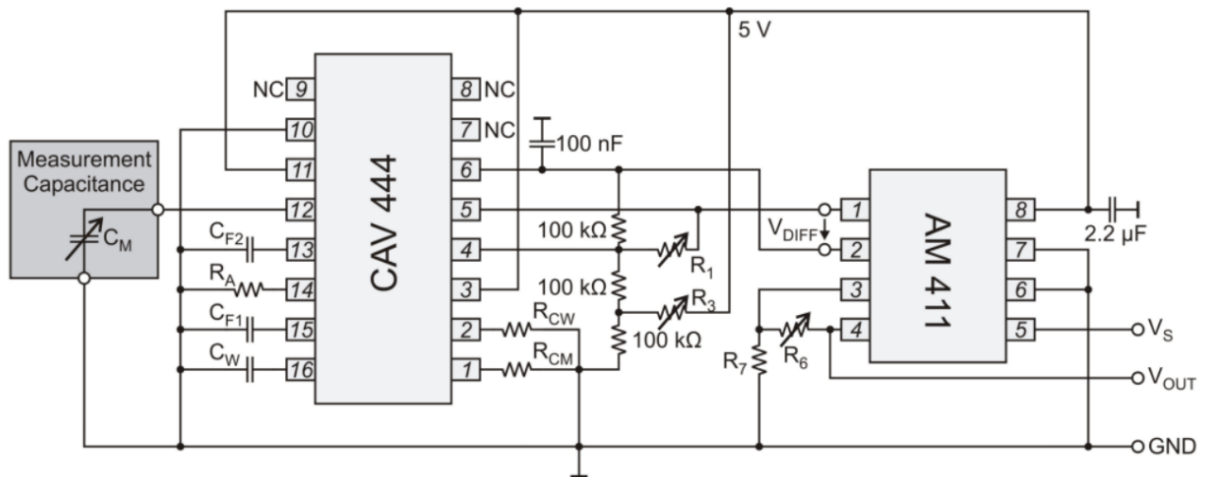 5 V
NC 9
8 NC
10
7 NC
100 nF
Measurement
Capacitance
11
6
12
5
1
8
C_M
100 kΩ
V_DIFF
2.2 µF
C_F2
13
4
R_1
2
7
CAV 444
AM 411
R_A
14
3
100 kΩ
R_3
3
6
C_F1
15
2
R_CW
100 kΩ
R_6
4
5
V_S
C_W
16
1
R_CM
R_7
V_OUT
GND